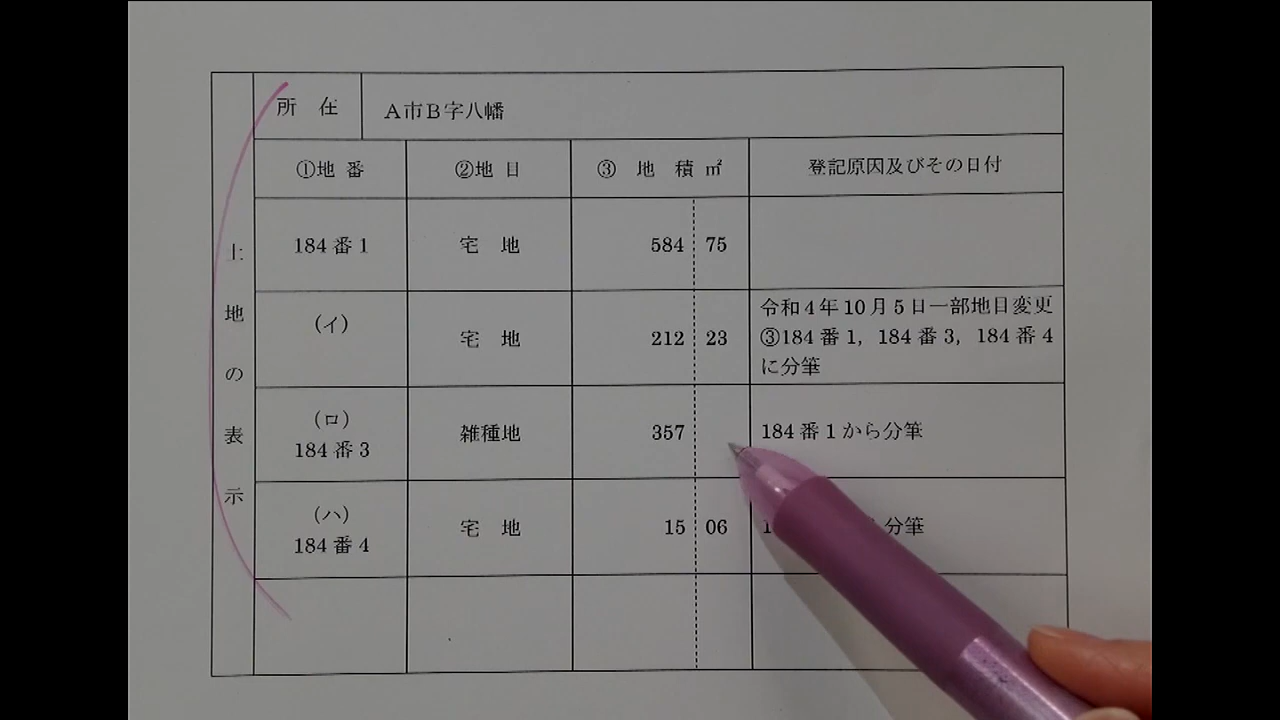 所在
A市B字八幡
①地番
②地目
③ 地積 ㎡
登記原因及びその日付
土地の表示
184番1
宅地
584 75
(イ)
宅地
212 23
令和4年10月5日一部地目変更
③184番1, 184番3, 184番4
に分筆
(ロ)
184番3
雑種地
357
184番1から分筆
(ハ)
184番4
宅地
15 06
分筆